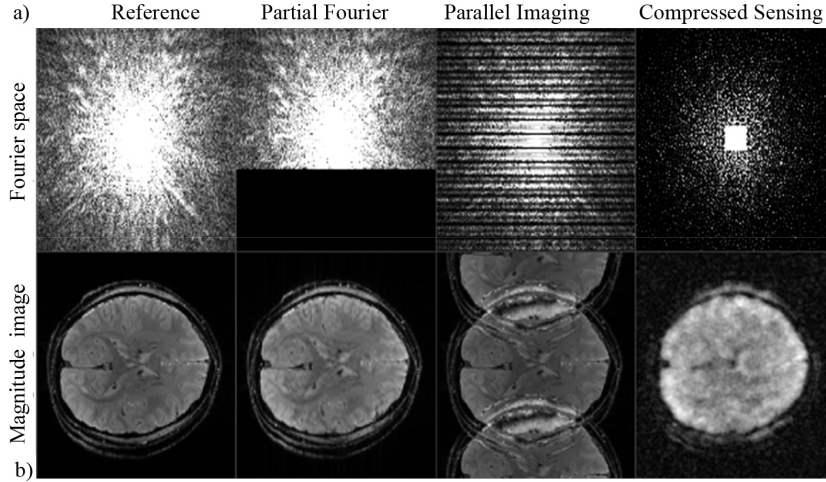 a) Reference Partial Fourier Parallel Imaging Compressed Sensing
Fourier space
Magnitude image
b)